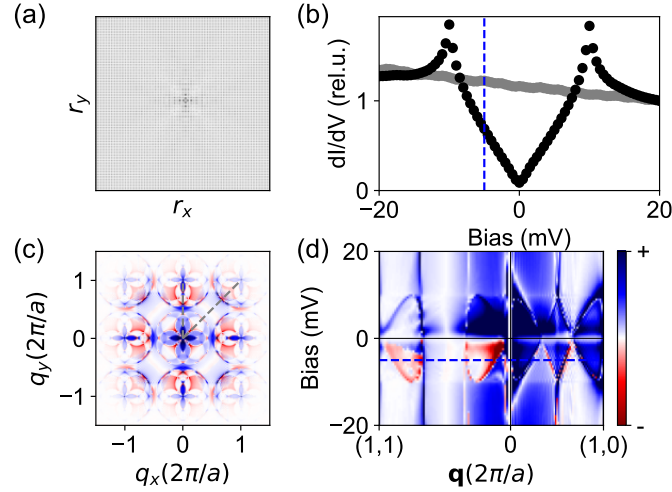 (a)
r_y
r_x
(b)
dI/dV (rel.u.)
1
0
−20
0
20
Bias (mV)
(c)
q_y(2π/a)
1
0
−1
−1
0
1
q_x(2π/a)
(d)
Bias (mV)
20
0
−20
(1,1)
0
(1,0)
q(2π/a)
+
-